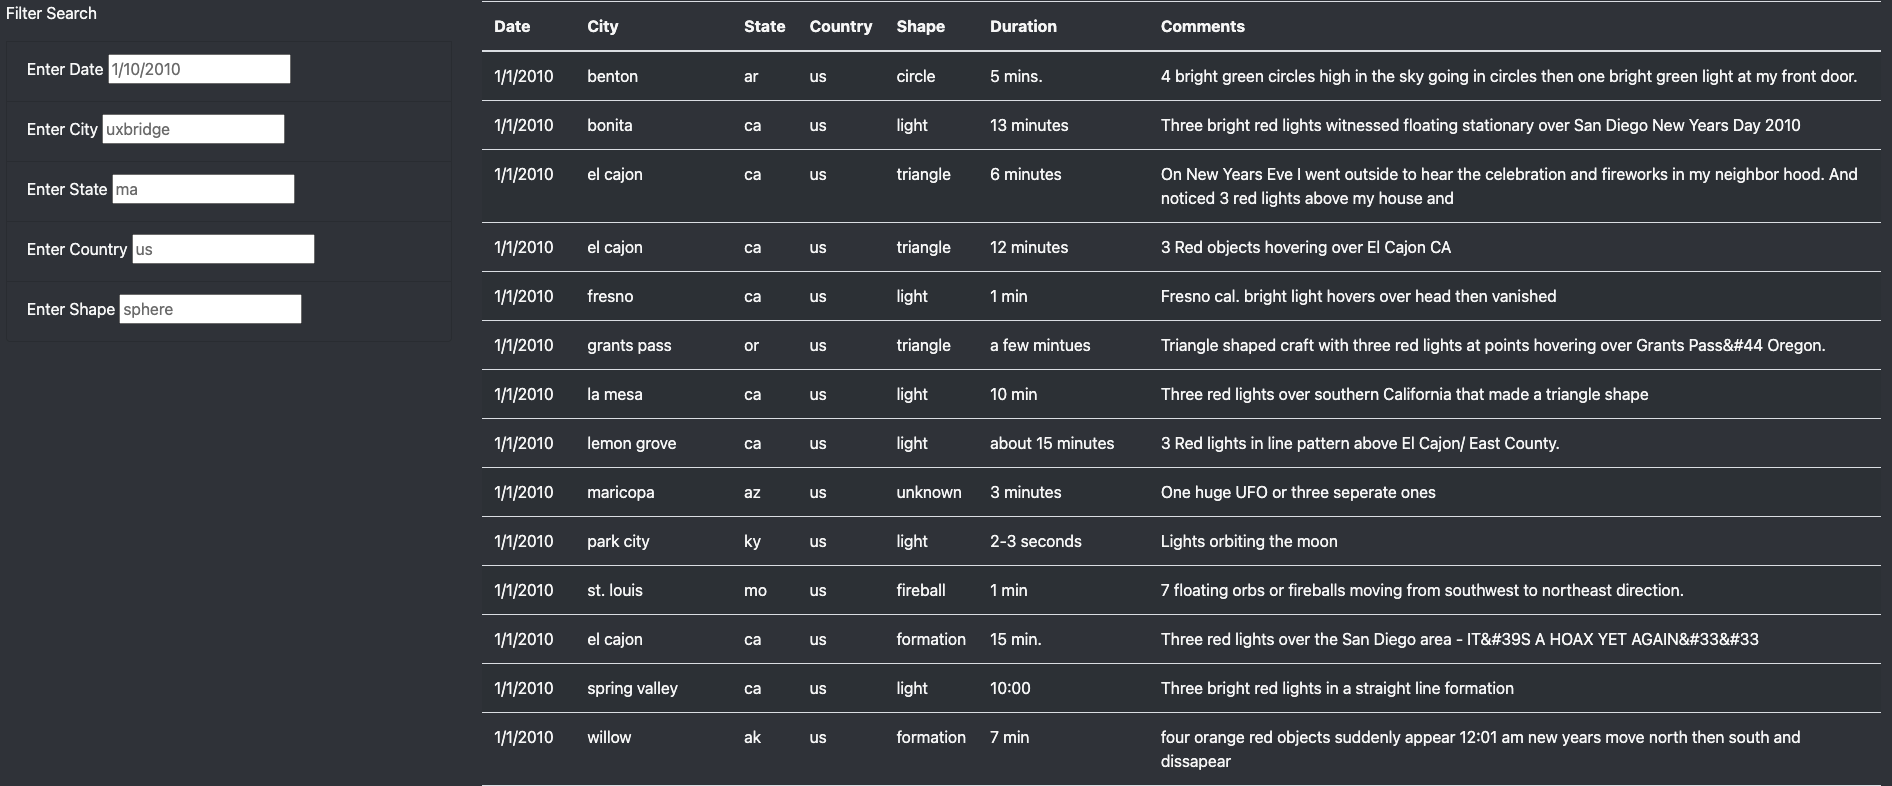 Filter Search
Enter Date 1/10/2010
Enter City uxbridge
Enter State ma
Enter Country us
Enter Shape sphere
Date City State Country Shape Duration Comments
1/1/2010 benton ar us circle 5 mins. 4 bright green circles high in the sky going in circles then one bright green light at my front door.
1/1/2010 bonita ca us light 13 minutes Three bright red lights witnessed floating stationary over San Diego New Years Day 2010
1/1/2010 el cajon ca us triangle 6 minutes On New Years Eve I went outside to hear the celebration and fireworks in my neighbor hood. And
noticed 3 red lights above my house and
1/1/2010 el cajon ca us triangle 12 minutes 3 Red objects hovering over El Cajon CA
1/1/2010 fresno ca us light 1 min Fresno cal. bright light hovers over head then vanished
1/1/2010 grants pass or us triangle a few mintues Triangle shaped craft with three red lights at points hovering over Grants Pass&#44 Oregon.
1/1/2010 la mesa ca us light 10 min Three red lights over southern California that made a triangle shape
1/1/2010 lemon grove ca us light about 15 minutes 3 Red lights in line pattern above El Cajon/ East County.
1/1/2010 maricopa az us unknown 3 minutes One huge UFO or three seperate ones
1/1/2010 park city ky us light 2-3 seconds Lights orbiting the moon
1/1/2010 st. louis mo us fireball 1 min 7 floating orbs or fireballs moving from southwest to northeast direction.
1/1/2010 el cajon ca us formation 15 min. Three red lights over the San Diego area - IT&#39S A HOAX YET AGAIN&#33&#33
1/1/2010 spring valley ca us light 10:00 Three bright red lights in a straight line formation
1/1/2010 willow ak us formation 7 min four orange red objects suddenly appear 12:01 am new years move north then south and
dissapear